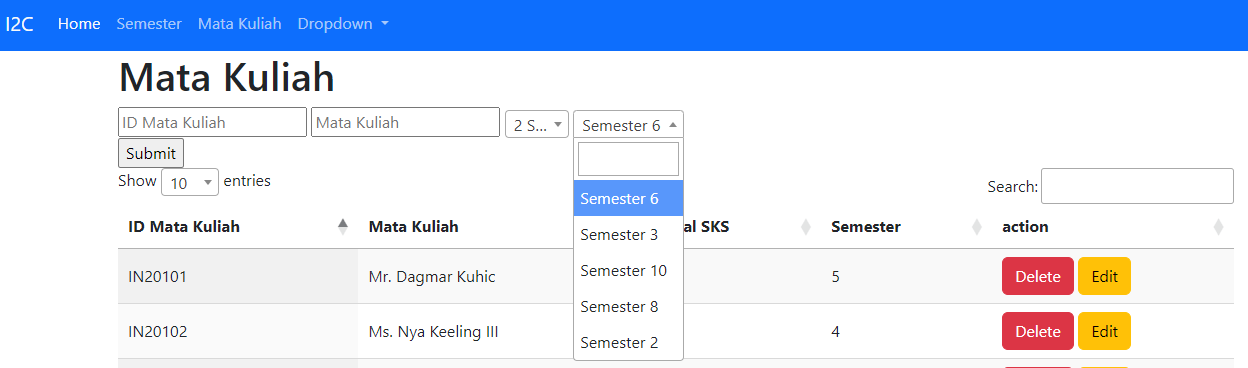 I2C Home Semester Mata Kuliah Dropdown
Mata Kuliah
ID Mata Kuliah Mata Kuliah 2 S... Semester 6
Submit
Show 10 entries Search:
Semester 6
Semester 3
Semester 10
Semester 8
Semester 2
ID Mata Kuliah Mata Kuliah SKS Semester action
IN20101 Mr. Dagmar Kuhic 5 Delete Edit
IN20102 Ms. Nya Keeling III 4 Delete Edit